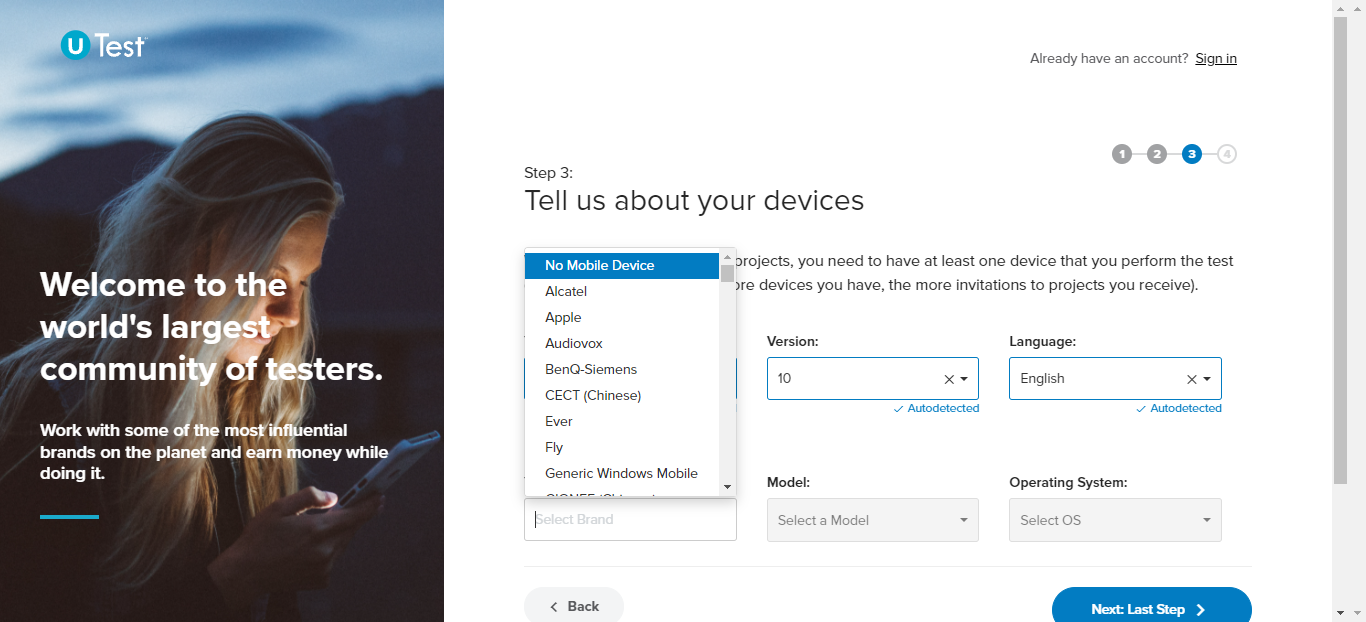 U Test
Already have an account? Sign in
1 2 3 4
Step 3:
Tell us about your devices
projects, you need to have at least one device that you perform the test
ore devices you have, the more invitations to projects you receive).
No Mobile Device
Alcatel
Apple
Audiovox
BenQ-Siemens
CECT (Chinese)
Ever
Fly
Generic Windows Mobile
Select Brand
Version:
10
Autodetected
Language:
English
Autodetected
Model:
Select a Model
Operating System:
Select OS
Back
Next: Last Step
Welcome to the
world's largest
community of testers.
Work with some of the most influential
brands on the planet and earn money while
doing it.